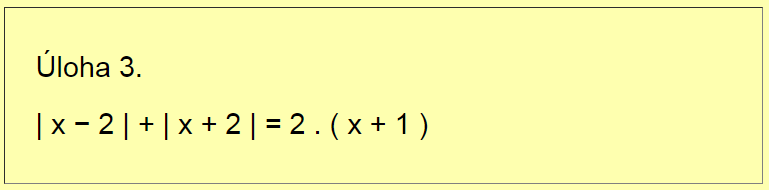 Úloha 3.
| x − 2 | + | x + 2 | = 2 . ( x + 1 )